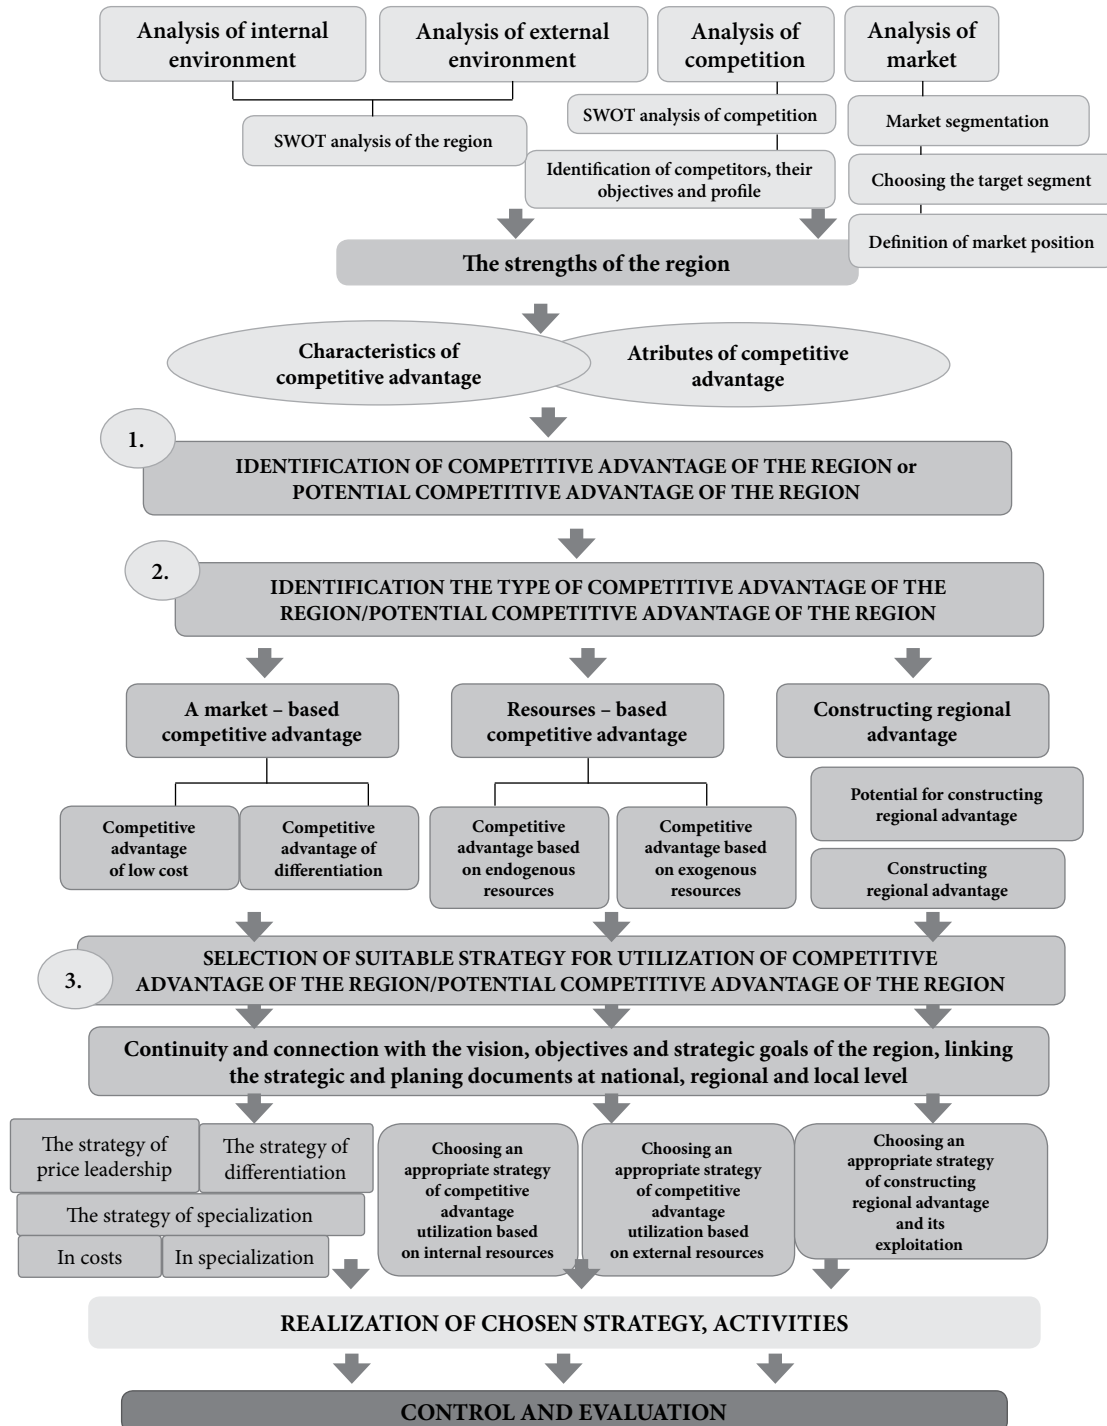 Analysis of internal
environment
Analysis of external
environment
Analysis of
competition
Analysis of
market
SWOT analysis of the region
SWOT analysis of competition
Identification of competitors, their
objectives and profile
Market segmentation
Choosing the target segment
Definition of market position
The strengths of the region
Characteristics of
competitive advantage
Atributes of competitive
advantage
1.
IDENTIFICATION OF COMPETITIVE ADVANTAGE OF THE REGION or
POTENTIAL COMPETITIVE ADVANTAGE OF THE REGION
2.
IDENTIFICATION THE TYPE OF COMPETITIVE ADVANTAGE OF THE
REGION/POTENTIAL COMPETITIVE ADVANTAGE OF THE REGION
A market – based
competitive advantage
Resourses – based
competitive advantage
Constructing regional
advantage
Competitive
advantage
of low cost
Competitive
advantage of
differentiation
Competitive
advantage based
on endogenous
resources
Competitive
advantage based
on exogenous
resources
Potential for constructing
regional advantage
Constructing
regional advantage
3.
SELECTION OF SUITABLE STRATEGY FOR UTILIZATION OF COMPETITIVE
ADVANTAGE OF THE REGION/POTENTIAL COMPETITIVE ADVANTAGE OF THE REGION
Continuity and connection with the vision, objectives and strategic goals of the region, linking
the strategic and planing documents at national, regional and local level
The strategy of
price leadership
The strategy of
differentiation
The strategy of specialization
In costs
In specialization
Choosing an
appropriate strategy
of competitive
advantage
utilization based
on internal resources
Choosing an
appropriate strategy
of competitive
advantage
utilization based
on external resources
Choosing an
appropriate strategy
of constructing
regional advantage
and its
exploitation
REALIZATION OF CHOSEN STRATEGY, ACTIVITIES
CONTROL AND EVALUATION